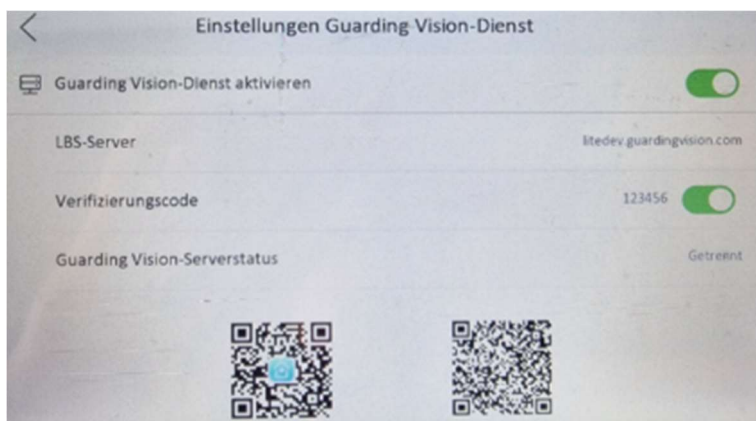 Einstellungen Guarding Vision-Dienst
Guarding Vision-Dienst aktivieren
LBS-Server litedev.guardingvision.com
Verifizierungscode 123456
Guarding Vision-Serverstatus Getrennt